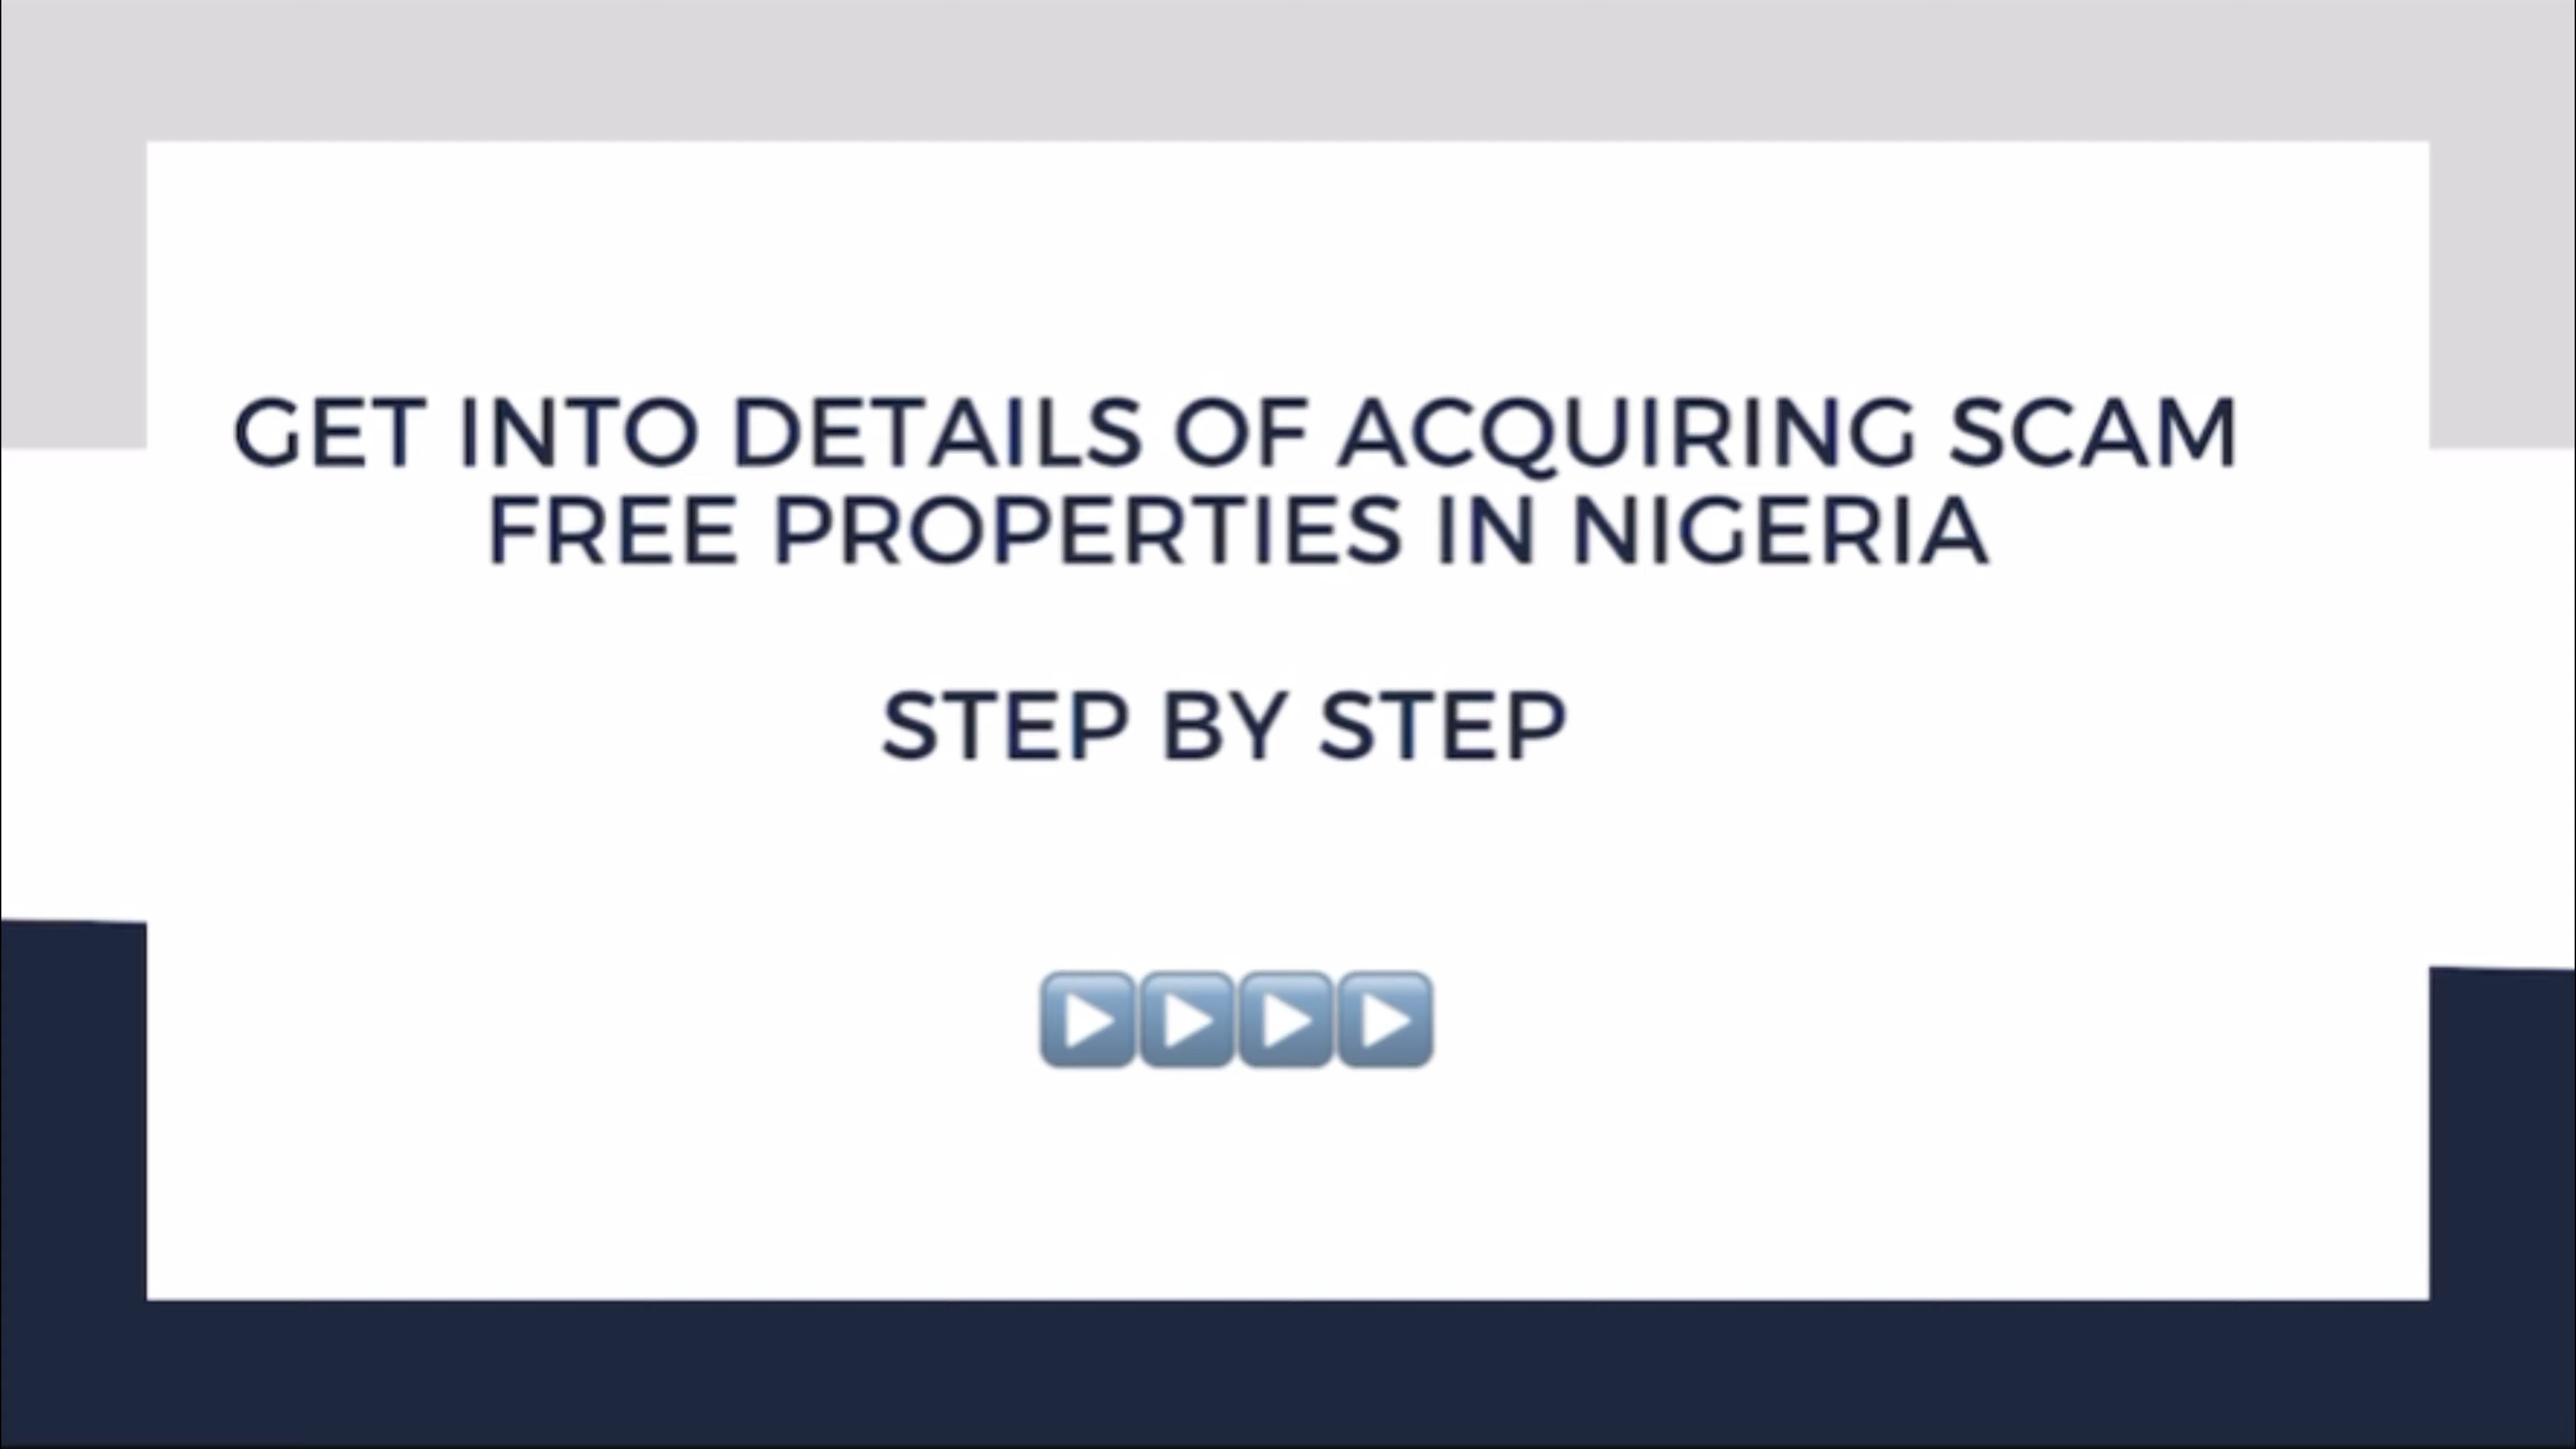 GET INTO DETAILS OF ACQUIRING SCAM
FREE PROPERTIES IN NIGERIA
STEP BY STEP